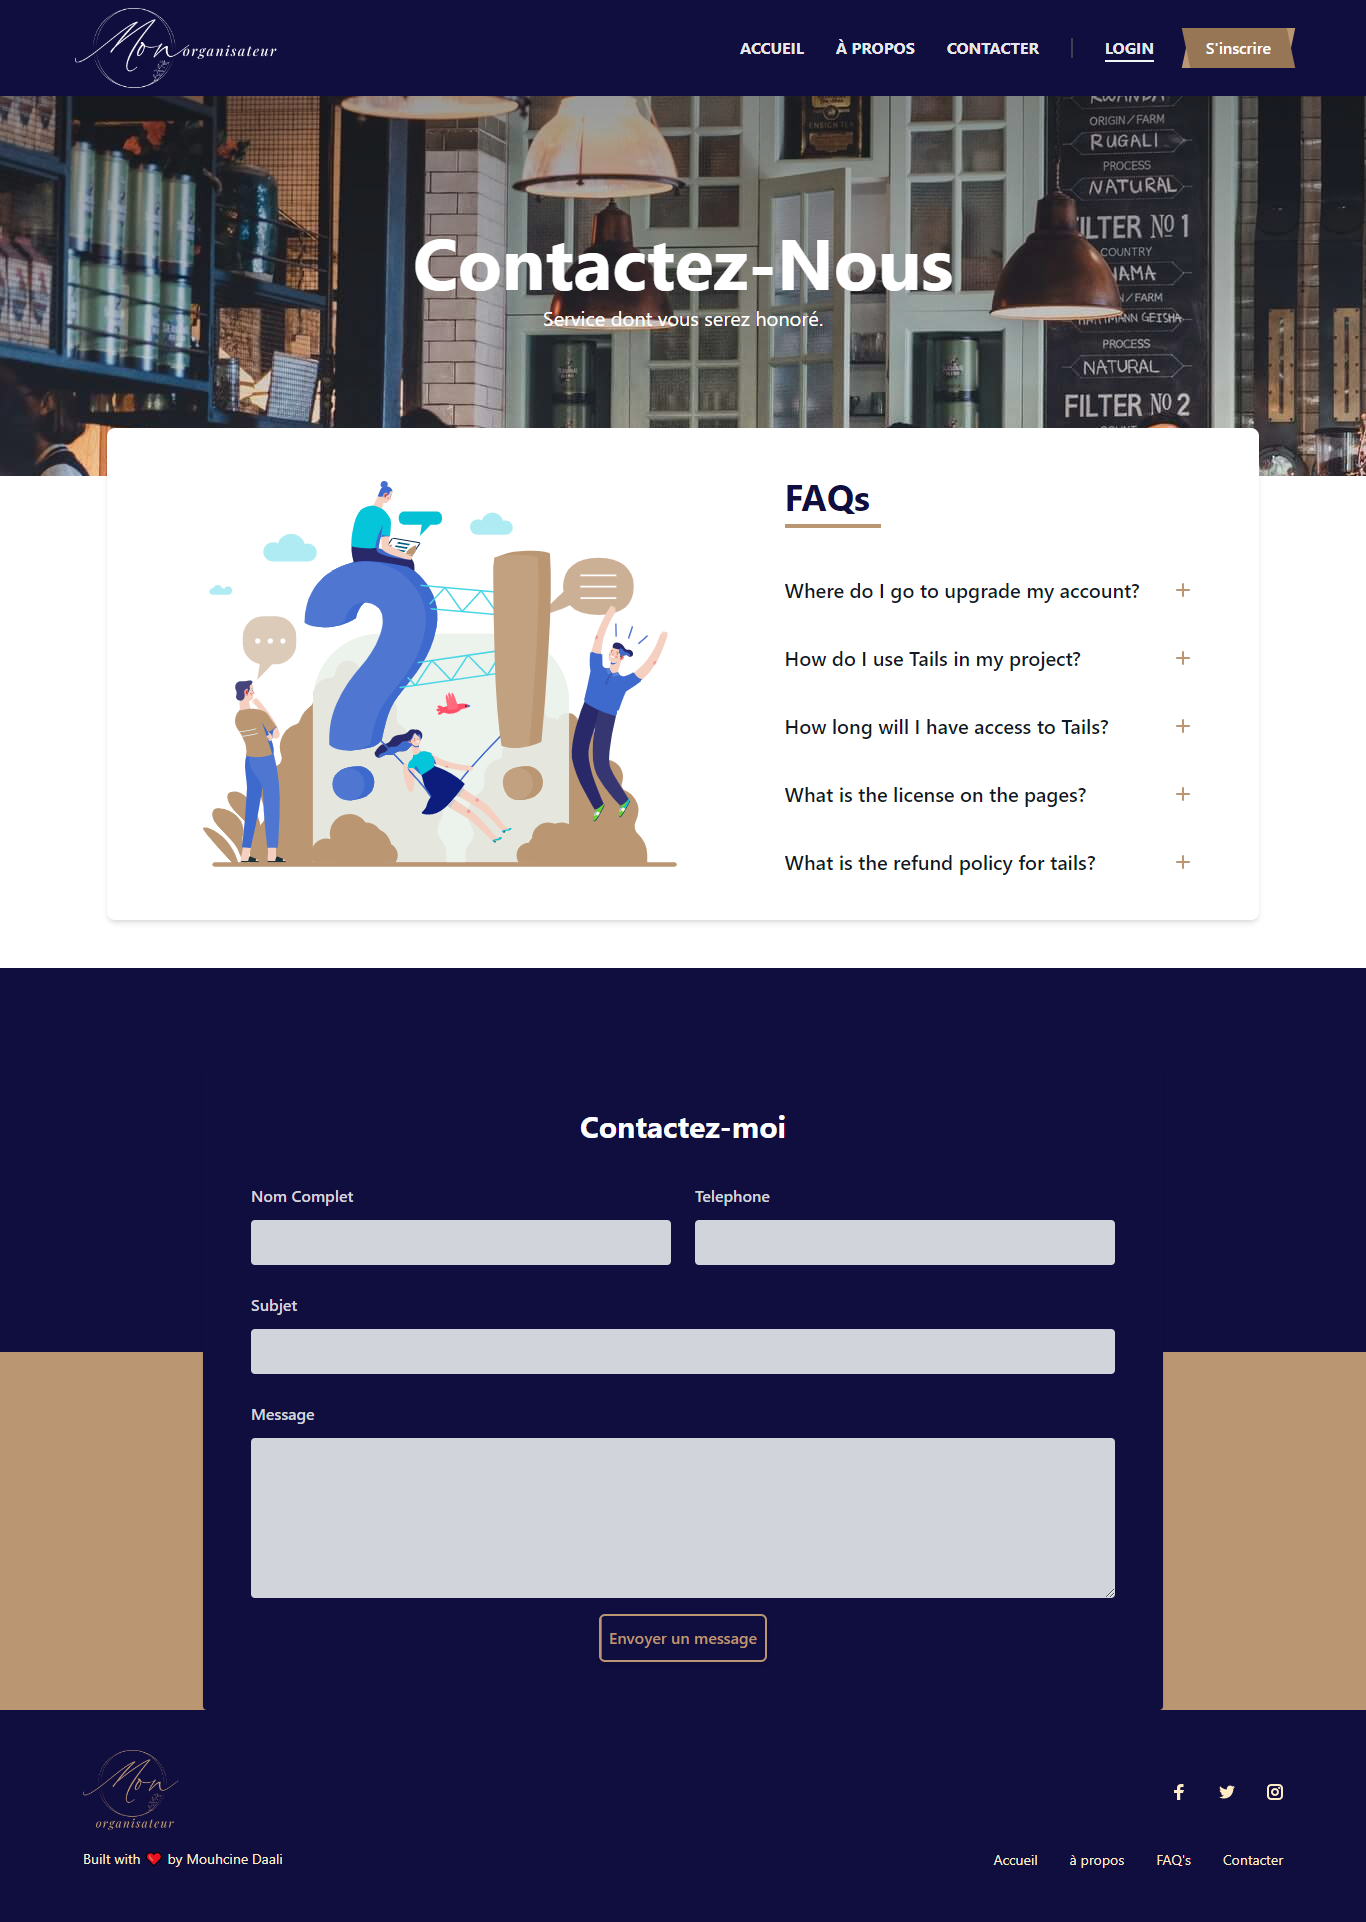 Mon organisateur
ACCUEIL
À PROPOS
CONTACTER
LOGIN
S'inscrire
RWANDA
ORIGIN/FARM
RUGALI
PROCESS
NATURAL
FILTER Nº 1
COUNTRY
PROCESS
NATURAL
FILTER Nº 2
ENSIGN TEA
Contactez-Nous
Service dont vous serez honoré.
FAQs
Where do I go to upgrade my account?
How do I use Tails in my project?
How long will I have access to Tails?
What is the license on the pages?
What is the refund policy for tails?
Contactez-moi
Nom Complet
Telephone
Subjet
Message
Envoyer un message
Mon
organisateur
Built with ❤ by Mouhcine Daali
Accueil
à propos
FAQ's
Contacter